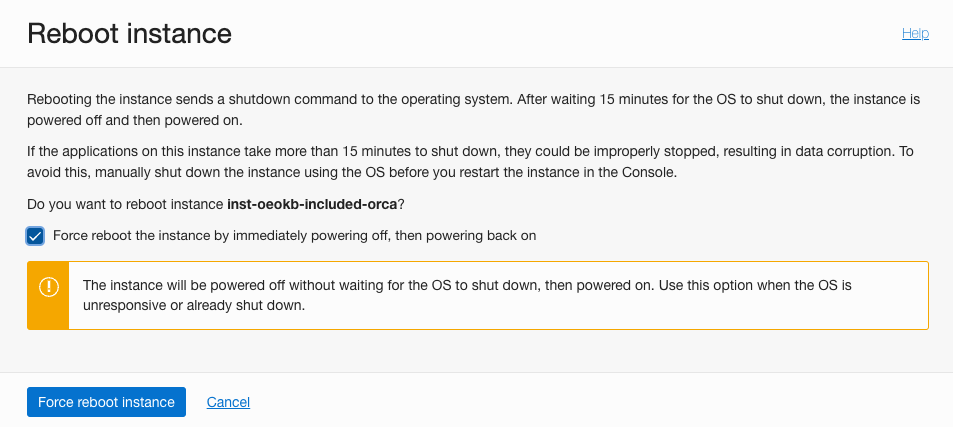 Reboot instance
Help
Rebooting the instance sends a shutdown command to the operating system. After waiting 15 minutes for the OS to shut down, the instance is
powered off and then powered on.
If the applications on this instance take more than 15 minutes to shut down, they could be improperly stopped, resulting in data corruption. To
avoid this, manually shut down the instance using the OS before you restart the instance in the Console.
Do you want to reboot instance inst-oeokb-included-orca?
Force reboot the instance by immediately powering off, then powering back on
The instance will be powered off without waiting for the OS to shut down, then powered on. Use this option when the OS is
unresponsive or already shut down.
Force reboot instance
Cancel